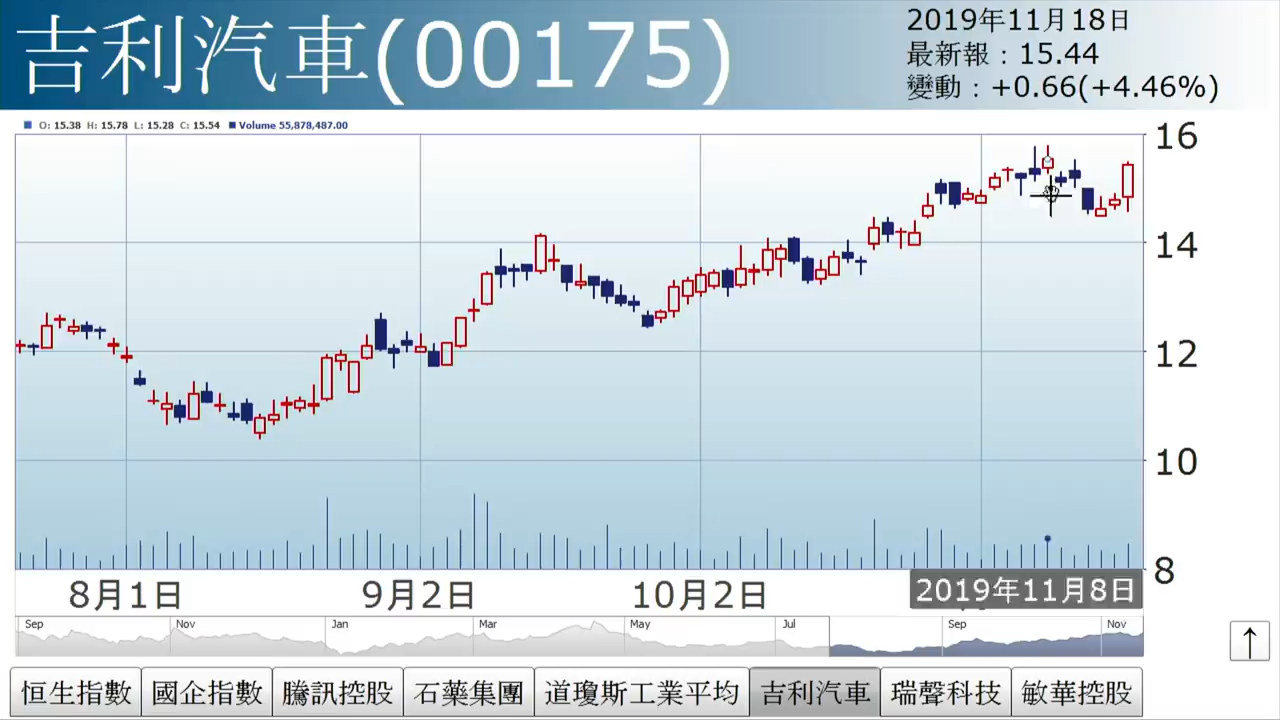 吉利汽車(00175)
2019年11月18日
最新報：15.44
變動：+0.66(+4.46%)
O: 15.38 H: 15.78 L: 15.28 C: 15.54 Volume 55,878,487.00
16
14
12
10
8
8月1日 9月2日 10月2日 2019年11月8日
Sep Nov Jan Mar May Jul Sep Nov
恒生指數 國企指數 騰訊控股 石藥集團 道瓊斯工業平均 吉利汽車 瑞聲科技 敏華控股